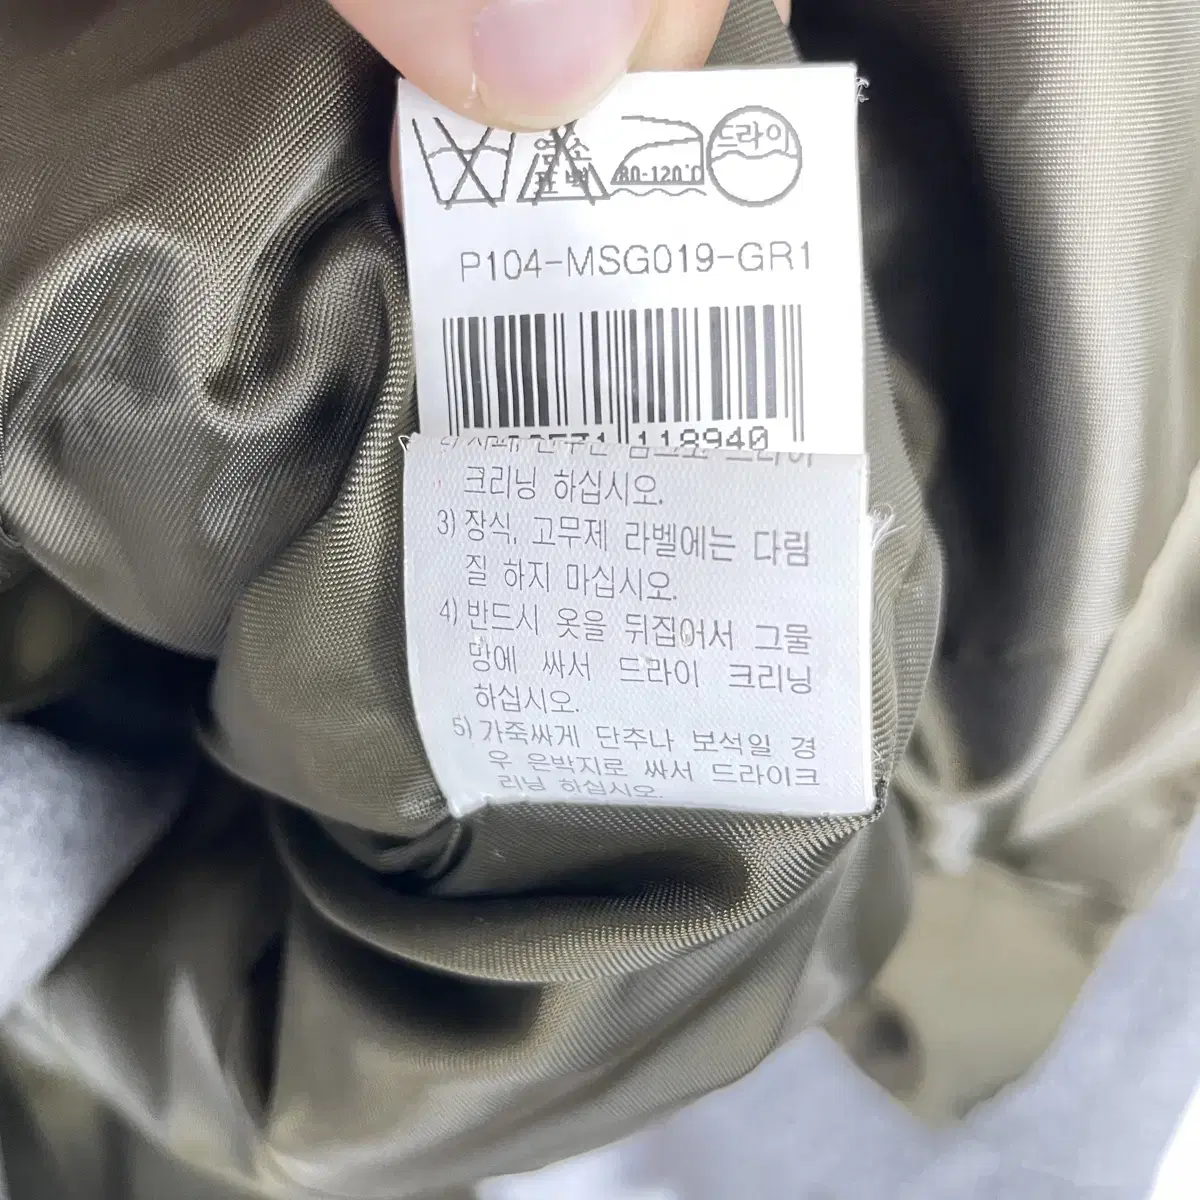 염소
표백
80-120℃
드라이
P104-MSG019-GR1
118940
크리닝 하십시오.
3) 장식, 고무제 라벨에는 다림
질 하지 마십시오.
4) 반드시 옷을 뒤집어서 그물
망에 싸서 드라이 크리닝
하십시오.
5) 가죽싸게 단추나 보석일 경
우 은박지로 싸서 드라이크
리닝 하십시오.